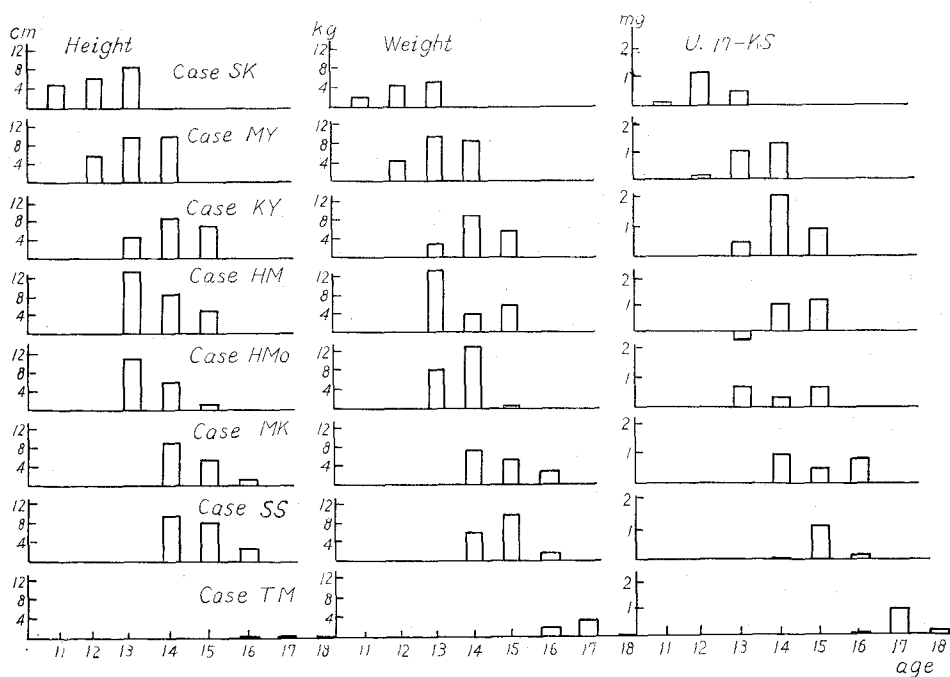 cm Height kg Weight mg U. 17-KS
12 12 2
8 Case SK 8 1
4 4
12 Case MY 12 2
8 8 1
4 4
12 Case KY 12 2
8 8 1
4 4
12 Case HM 12 2
8 8 1
4 4
12 Case HMo 12 2
8 8 1
4 4
12 Case MK 12 2
8 8 1
4 4
12 Case SS 12 2
8 8 1
4 4
12 Case TM 12 2
8 8 1
4 4
11 12 13 14 15 16 17 18 11 12 13 14 15 16 17 18 11 12 13 14 15 16 17 18
age